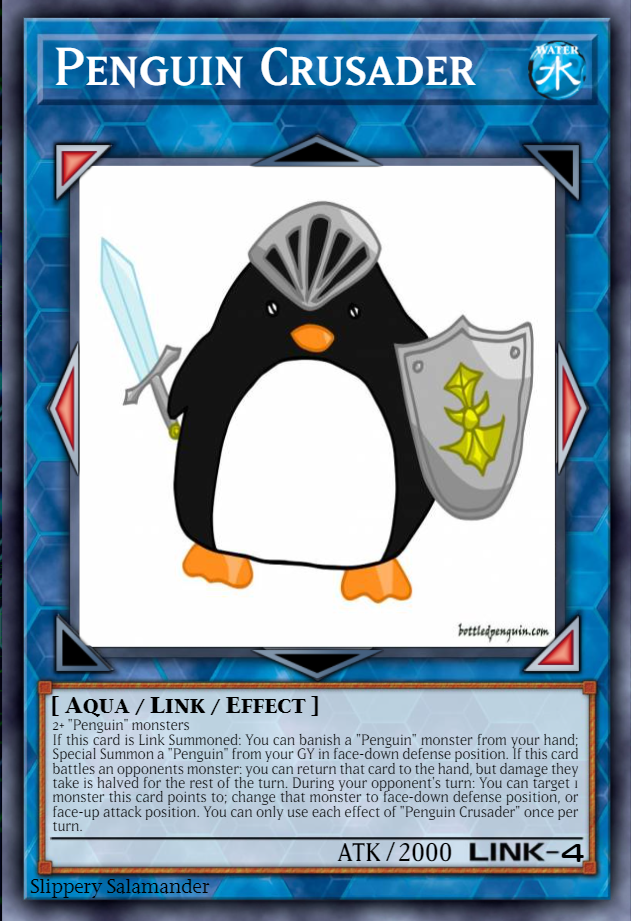 Penguin Crusader
WATER
水
bottledpenguin.com
[ Aqua / Link / Effect ]
2+ "Penguin" monsters
If this card is Link Summoned: You can banish a "Penguin" monster from your hand;
Special Summon a "Penguin" from your GY in face-down defense position. If this card
battles an opponents monster: you can return that card to the hand, but damage they
take is halved for the rest of the turn. During your opponent's turn: You can target 1
monster this card points to; change that monster to face-down defense position, or
face-up attack position. You can only use each effect of "Penguin Crusader" once per
turn.
ATK/2000 LINK-4
Slippery Salamander